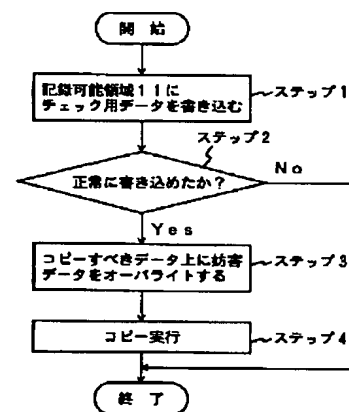 開始
記録可能領域11に
チェック用データを書き込む
ステップ1
ステップ2
正常に書き込めたか?
No
Yes
コピーすべきデータ上に妨害
データをオーバライトする
ステップ3
コピー実行
ステップ4
終了